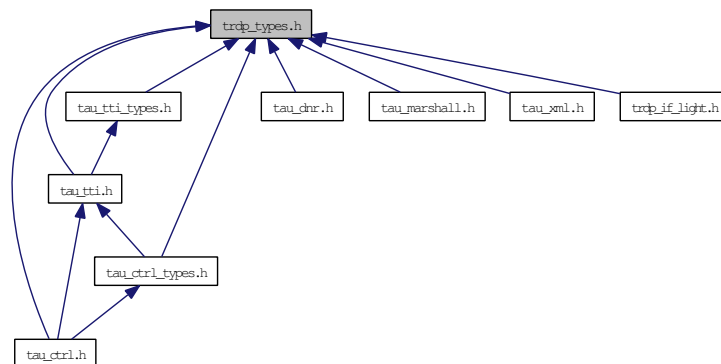 trdp_types.h
tau_tti_types.h
tau_dnr.h
tau_marshall.h
tau_xml.h
trdp_if_light.h
tau_tti.h
tau_ctrl_types.h
tau_ctrl.h